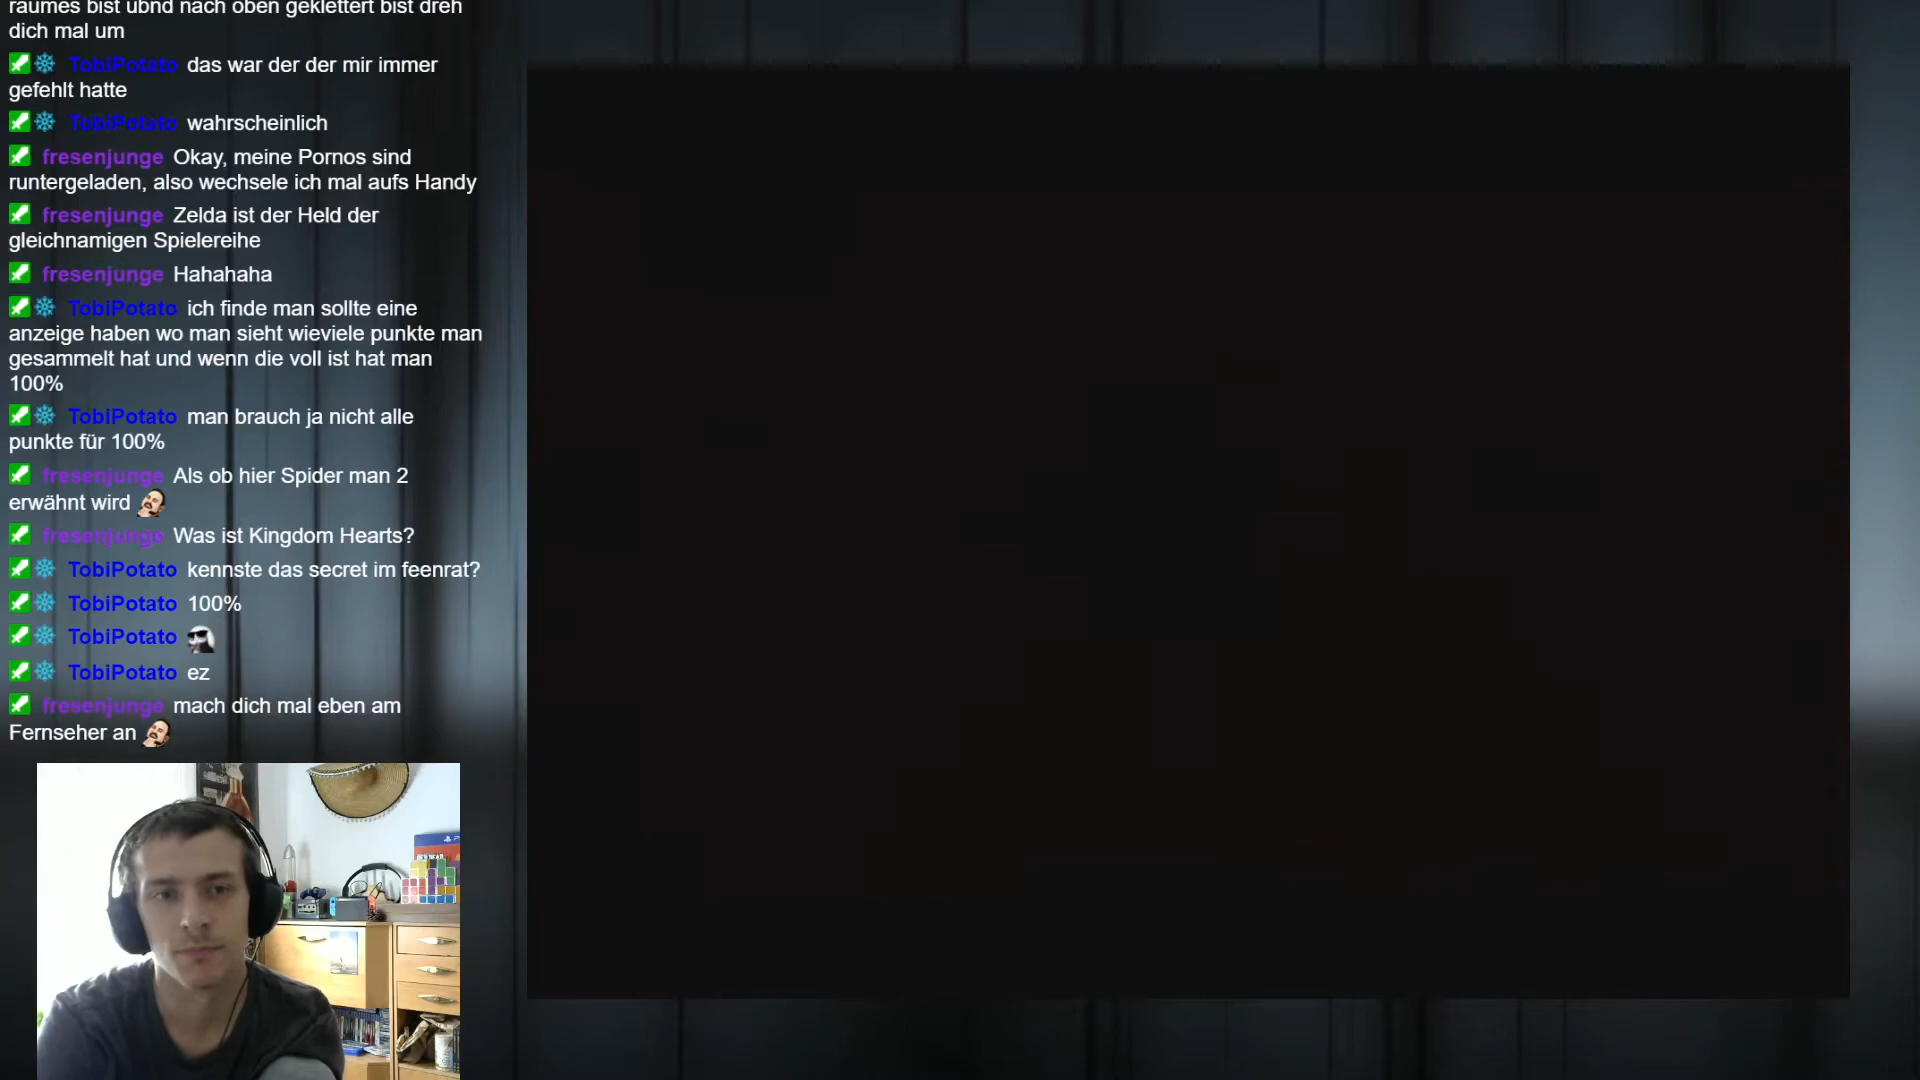 raumes bist ubnd nach oben geklettert bist dreh
dich mal um
TobiPotato das war der der mir immer
gefehlt hatte
TobiPotato wahrscheinlich
fresenjunge Okay, meine Pornos sind
runtergeladen, also wechsele ich mal aufs Handy
fresenjunge Zelda ist der Held der
gleichnamigen Spielereihe
fresenjunge Hahahaha
TobiPotato ich finde man sollte eine
anzeige haben wo man sieht wieviele punkte man
gesammelt hat und wenn die voll ist hat man
100%
TobiPotato man brauch ja nicht alle
punkte für 100%
fresenjunge Als ob hier Spider man 2
erwähnt wird
fresenjunge Was ist Kingdom Hearts?
TobiPotato kennste das secret im feenrat?
TobiPotato 100%
TobiPotato
TobiPotato ez
fresenjunge mach dich mal eben am
Fernseher an